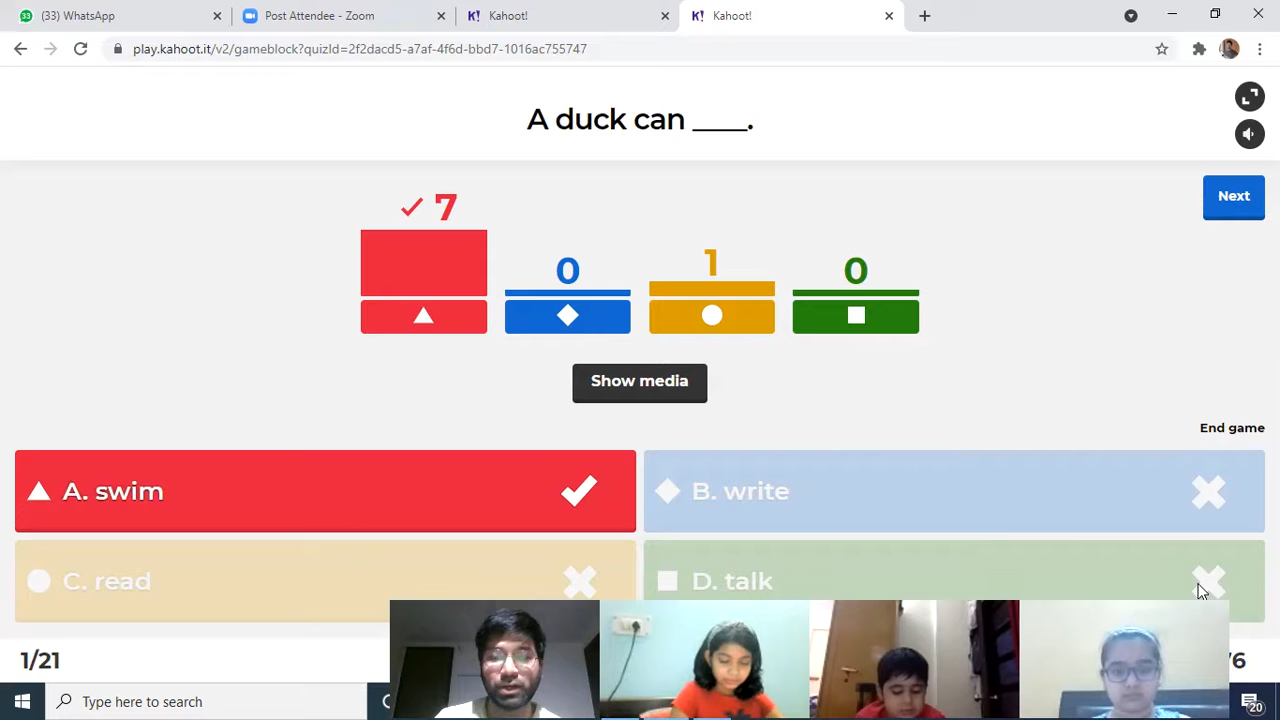 (33) WhatsApp
Post Attendee - Zoom
K! Kahoot!
K! Kahoot!
play.kahoot.it/v2/gameblock?quizId=2f2dacd5-a7af-4f6d-bbd7-1016ac755747
A duck can ____.
Next
7
0
1
0
Show media
End game
A. swim
B. write
C. read
D. talk
1/21
/6
Type here to search
20